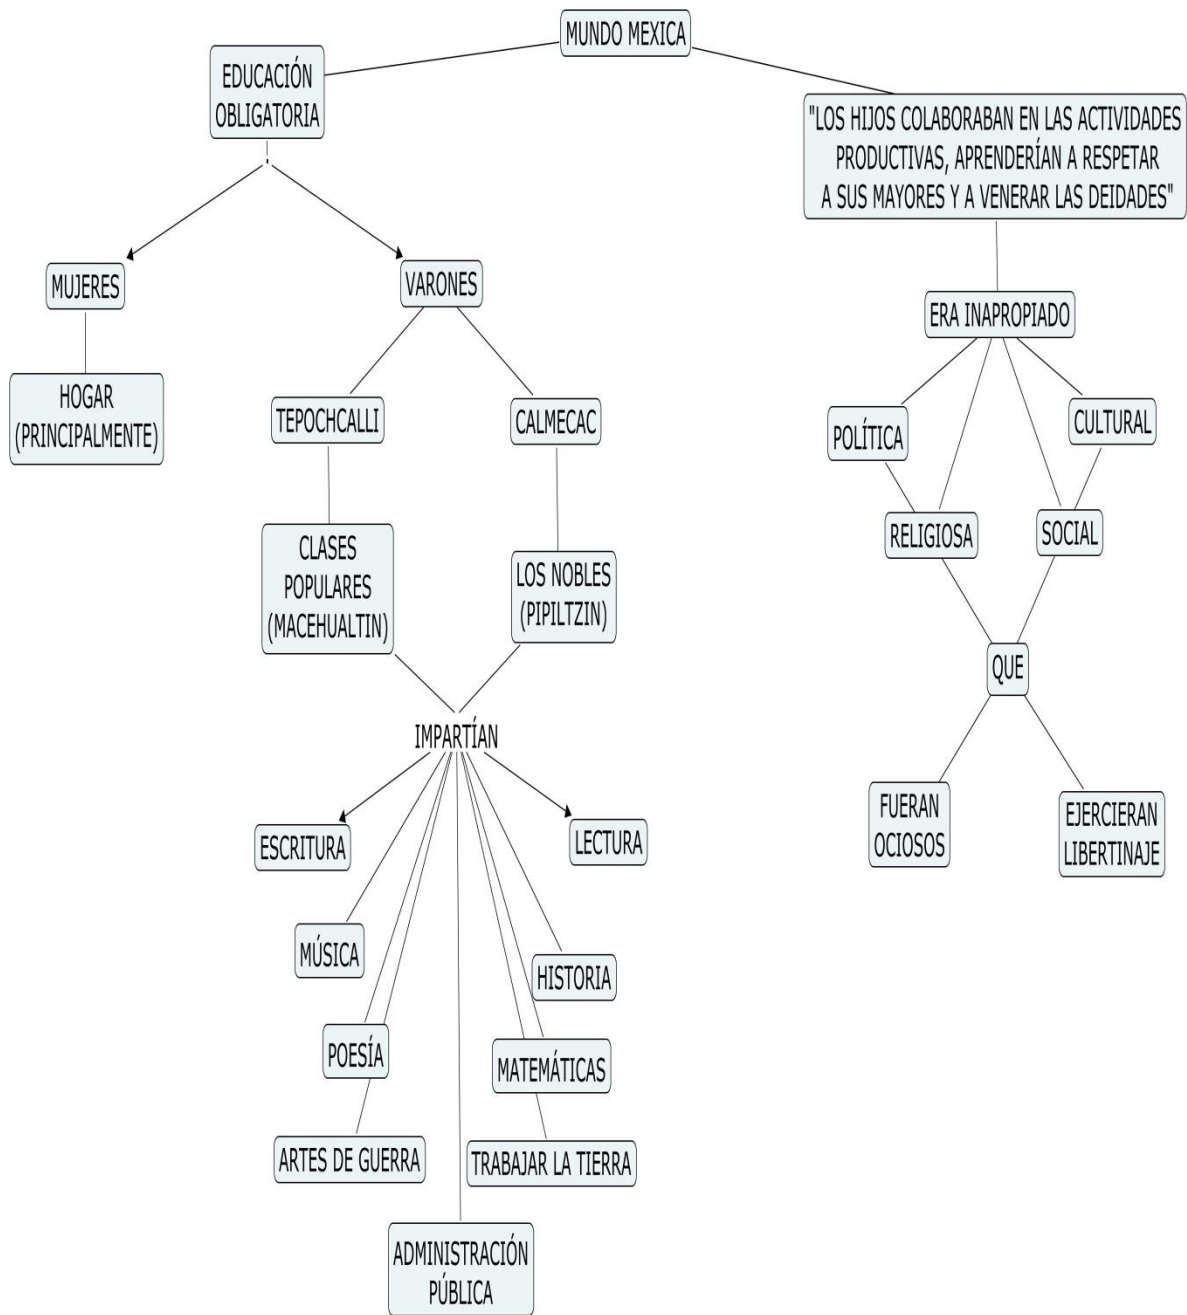 MUNDO MEXICA
EDUCACIÓN
OBLIGATORIA
"LOS HIJOS COLABORABAN EN LAS ACTIVIDADES
PRODUCTIVAS, APRENDERÍAN A RESPETAR
A SUS MAYORES Y A VENERAR LAS DEIDADES"
MUJERES
VARONES
ERA INAPROPIADO
HOGAR
(PRINCIPALMENTE)
TEPOCHCALLI
CALMECAC
POLÍTICA
CULTURAL
RELIGIOSA
SOCIAL
CLASES
POPULARES
(MACEHUALTIN)
LOS NOBLES
(PIPILTZIN)
QUE
IMPARTÍAN
FUERAN
OCIOSOS
EJERCIERAN
LIBERTINAJE
ESCRITURA
LECTURA
MÚSICA
HISTORIA
POESÍA
MATEMÁTICAS
ARTES DE GUERRA
TRABAJAR LA TIERRA
ADMINISTRACIÓN
PÚBLICA